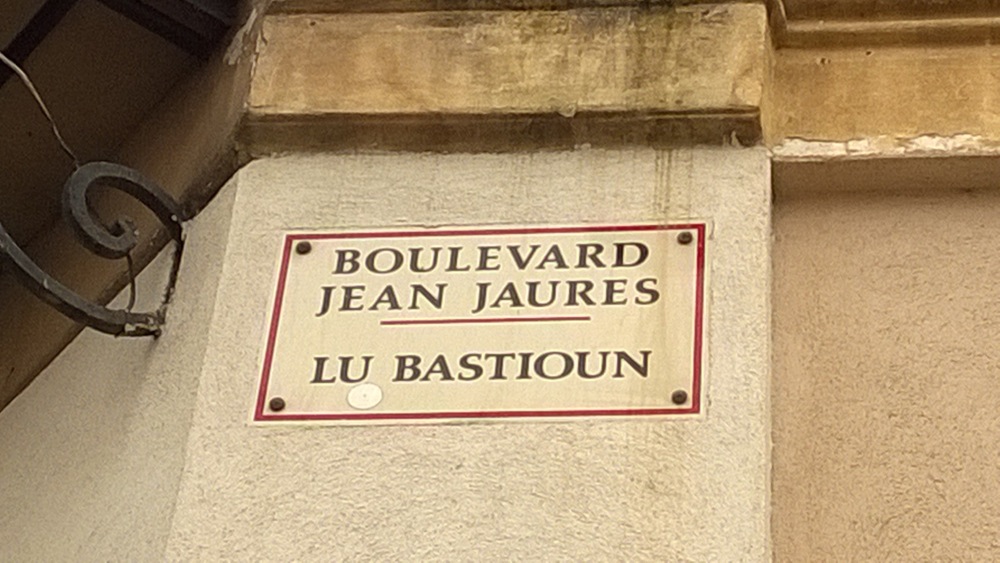 BOULEVARD
JEAN JAURES
LU BASTIOUN